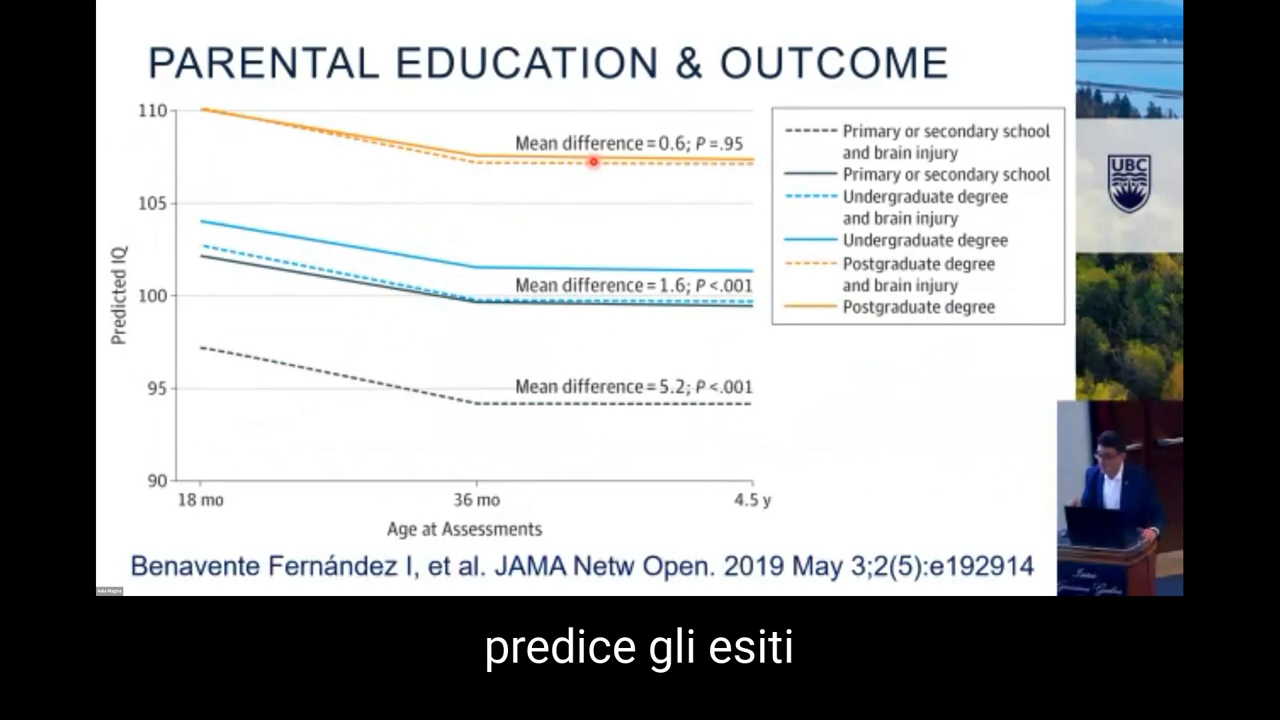 PARENTAL EDUCATION & OUTCOME
110
105
100
95
90
Predicted IQ
Mean difference = 0.6; P = .95
Mean difference = 1.6; P < .001
Mean difference = 5.2; P < .001
18 mo
36 mo
4.5 y
Age at Assessments
Primary or secondary school
and brain injury
Primary or secondary school
Undergraduate degree
and brain injury
Undergraduate degree
Postgraduate degree
and brain injury
Postgraduate degree
UBC
Benavente Fernández I, et al. JAMA Netw Open. 2019 May 3;2(5):e192914
predice gli esiti